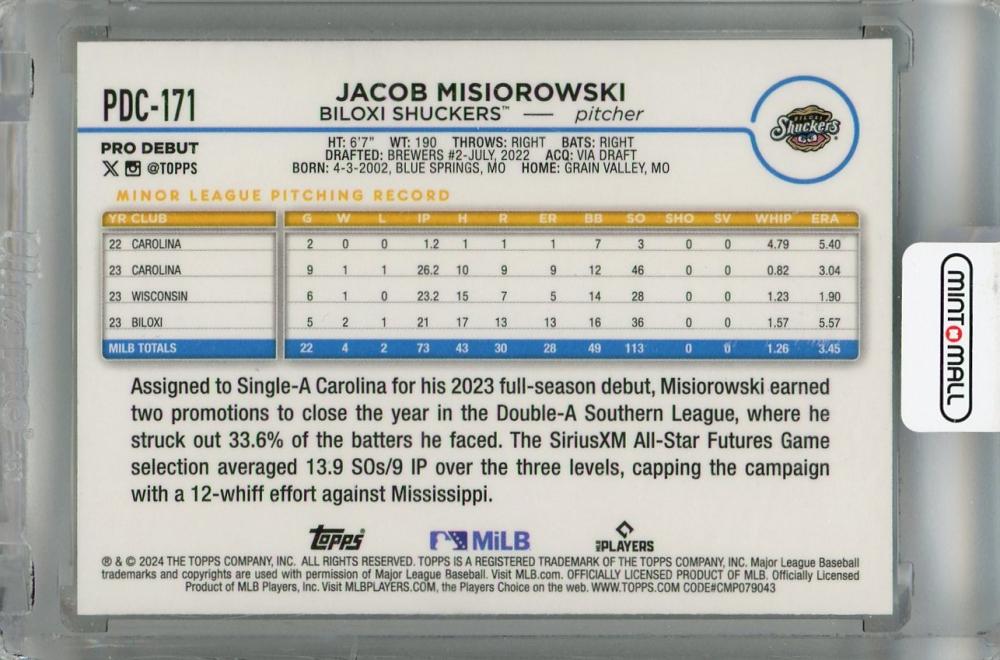 PDC-171
JACOB MISIOROWSKI
BILOXI SHUCKERS™ — pitcher
BILOXI
Shuckers
PRO DEBUT
@TOPPS
HT: 6'7" WT: 190 THROWS: RIGHT BATS: RIGHT
DRAFTED: BREWERS #2-JULY, 2022 ACQ: VIA DRAFT
BORN: 4-3-2002, BLUE SPRINGS, MO HOME: GRAIN VALLEY, MO
MINOR LEAGUE PITCHING RECORD
YR CLUB G W L IP H R ER BB SO SHO SV WHIP ERA
22 CAROLINA 2 0 0 1.2 1 1 1 7 3 0 0 4.79 5.40
23 CAROLINA 9 1 1 26.2 10 9 9 12 46 0 0 0.82 3.04
23 WISCONSIN 6 1 0 23.2 15 7 5 14 28 0 0 1.23 1.90
23 BILOXI 5 2 1 21 17 13 13 16 36 0 0 1.57 5.57
MILB TOTALS 22 4 2 73 43 30 28 49 113 0 0 1.26 3.45
Assigned to Single-A Carolina for his 2023 full-season debut, Misiorowski earned
two promotions to close the year in the Double-A Southern League, where he
struck out 33.6% of the batters he faced. The SiriusXM All-Star Futures Game
selection averaged 13.9 SOs/9 IP over the three levels, capping the campaign
with a 12-whiff effort against Mississippi.
Topps MiLB MLB PLAYERS
® & © 2024 THE TOPPS COMPANY, INC. ALL RIGHTS RESERVED. TOPPS IS A REGISTERED TRADEMARK OF THE TOPPS COMPANY, INC. Major League Baseball
trademarks and copyrights are used with permission of Major League Baseball. Visit MLB.com. OFFICIALLY LICENSED PRODUCT OF MLB. Officially Licensed
Product of MLB Players, Inc. Visit MLBPLAYERS.COM, the Players Choice on the web. WWW.TOPPS.COM CODE#CMP079043
MINT MALL